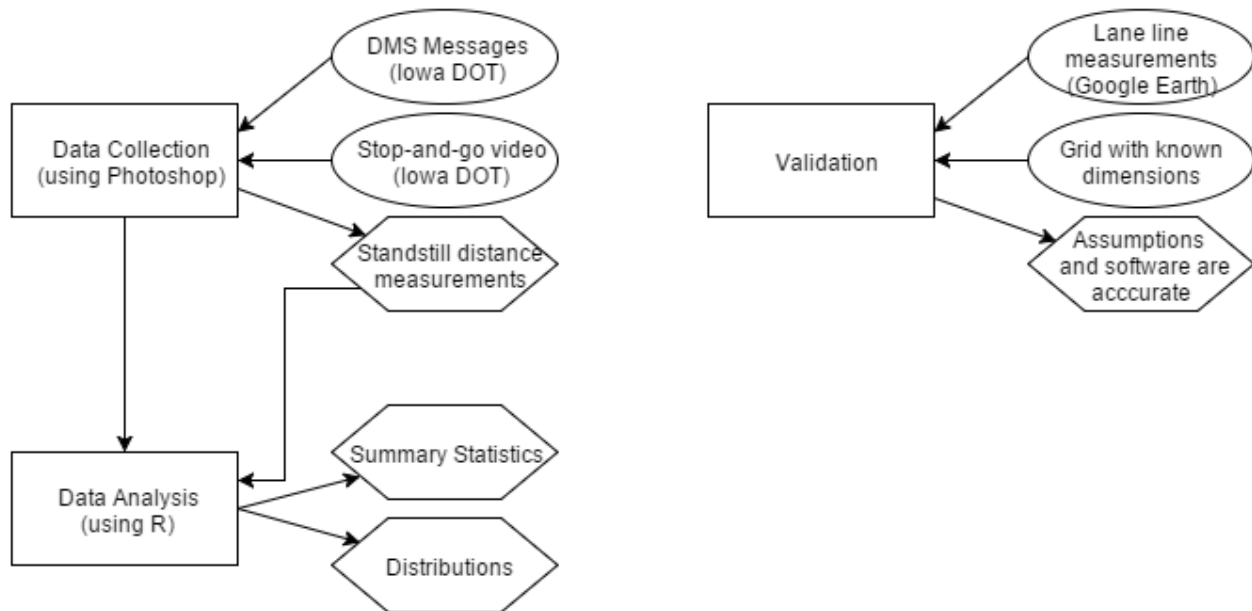 DMS Messages
(Iowa DOT)
Data Collection
(using Photoshop)
Stop-and-go video
(Iowa DOT)
Standstill distance
measurements
Data Analysis
(using R)
Summary Statistics
Distributions
Lane line
measurements
(Google Earth)
Validation
Grid with known
dimensions
Assumptions
and software are
acccurate